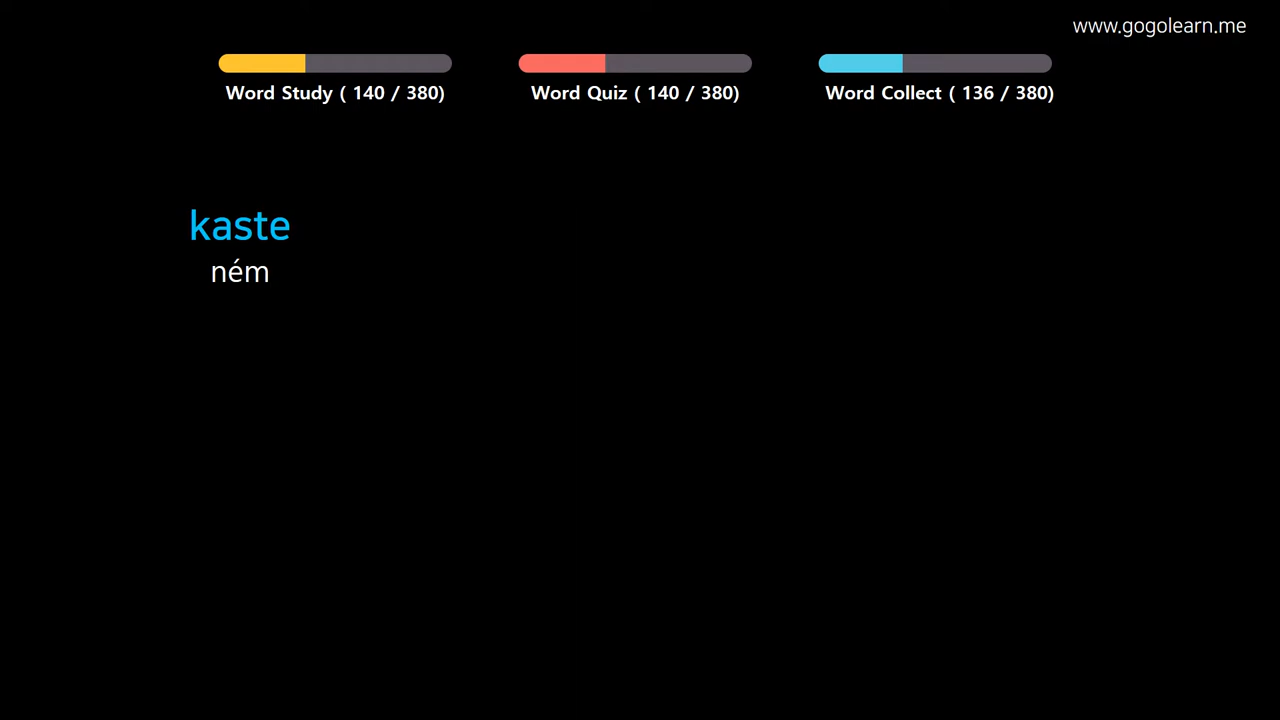 www.gogolearn.me
Word Study ( 140 / 380)
Word Quiz ( 140 / 380)
Word Collect ( 136 / 380)
kaste
ném